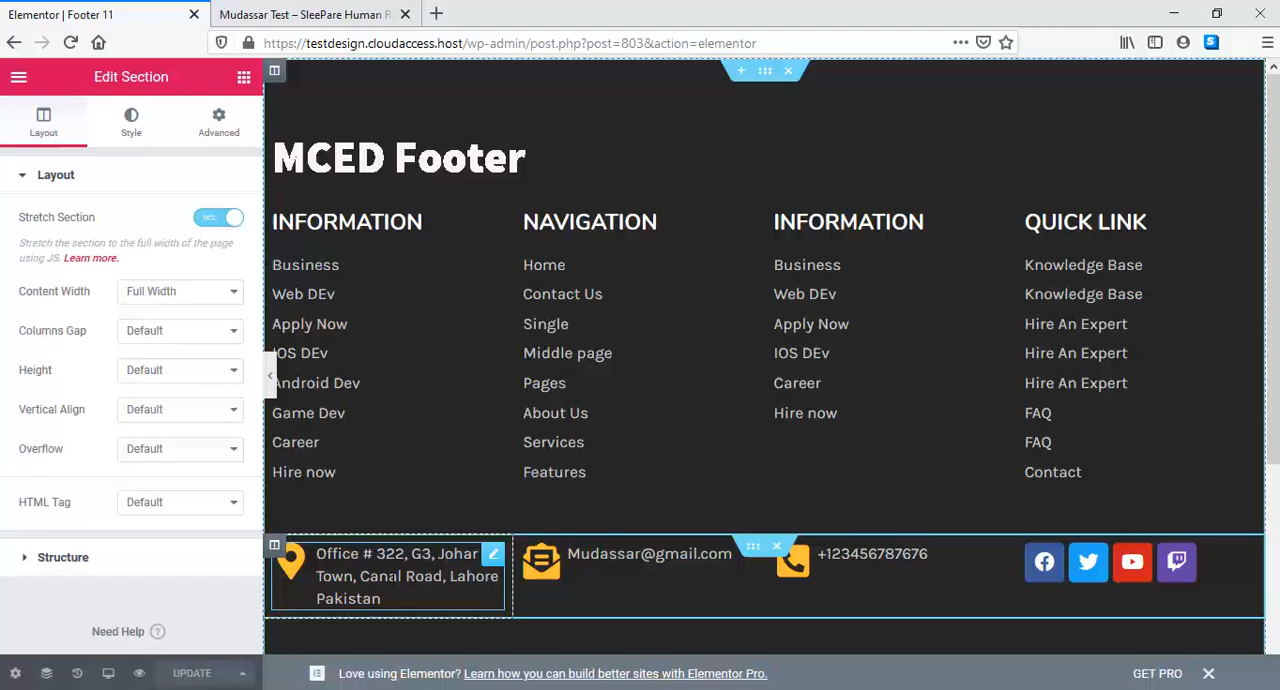 Elementor | Footer 11
Mudassar Test – SleePare Human R
https://testdesign.cloudaccess.host/wp-admin/post.php?post=803&action=elementor
Edit Section
Layout
Style
Advanced
Layout
Stretch Section
YES
Stretch the section to the full width of the page
using JS. Learn more.
Content Width
Full Width
Columns Gap
Default
Height
Default
Vertical Align
Default
Overflow
Default
HTML Tag
Default
Structure
Need Help
UPDATE
MCED Footer
INFORMATION
Business
Web DEv
Apply Now
IOS DEv
Android Dev
Game Dev
Career
Hire now
NAVIGATION
Home
Contact Us
Single
Middle page
Pages
About Us
Services
Features
INFORMATION
Business
Web DEv
Apply Now
IOS DEv
Career
Hire now
QUICK LINK
Knowledge Base
Knowledge Base
Hire An Expert
Hire An Expert
Hire An Expert
FAQ
FAQ
Contact
Office # 322, G3, Johar
Town, Canal Road, Lahore
Pakistan
Mudassar@gmail.com
+123456787676
Love using Elementor? Learn how you can build better sites with Elementor Pro.
GET PRO